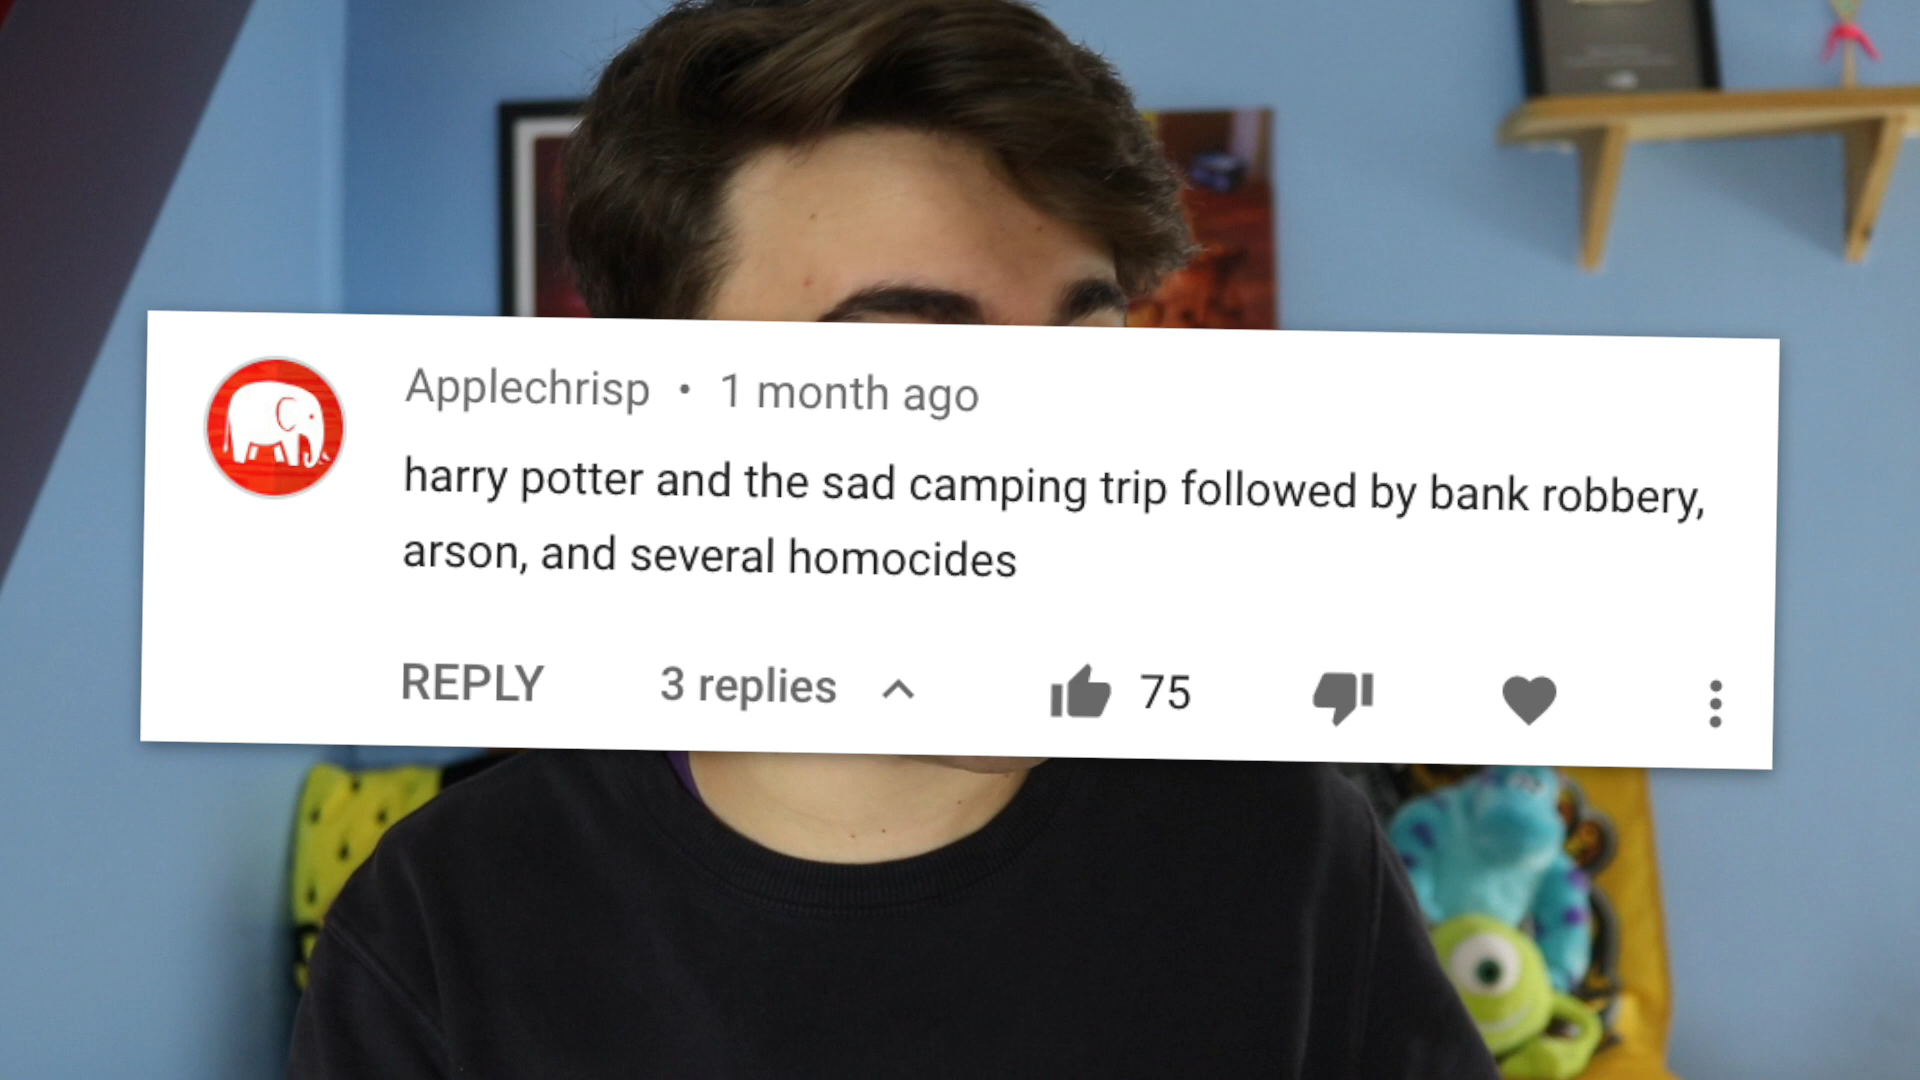 Applechrisp • 1 month ago
harry potter and the sad camping trip followed by bank robbery,
arson, and several homocides
REPLY 3 replies 75